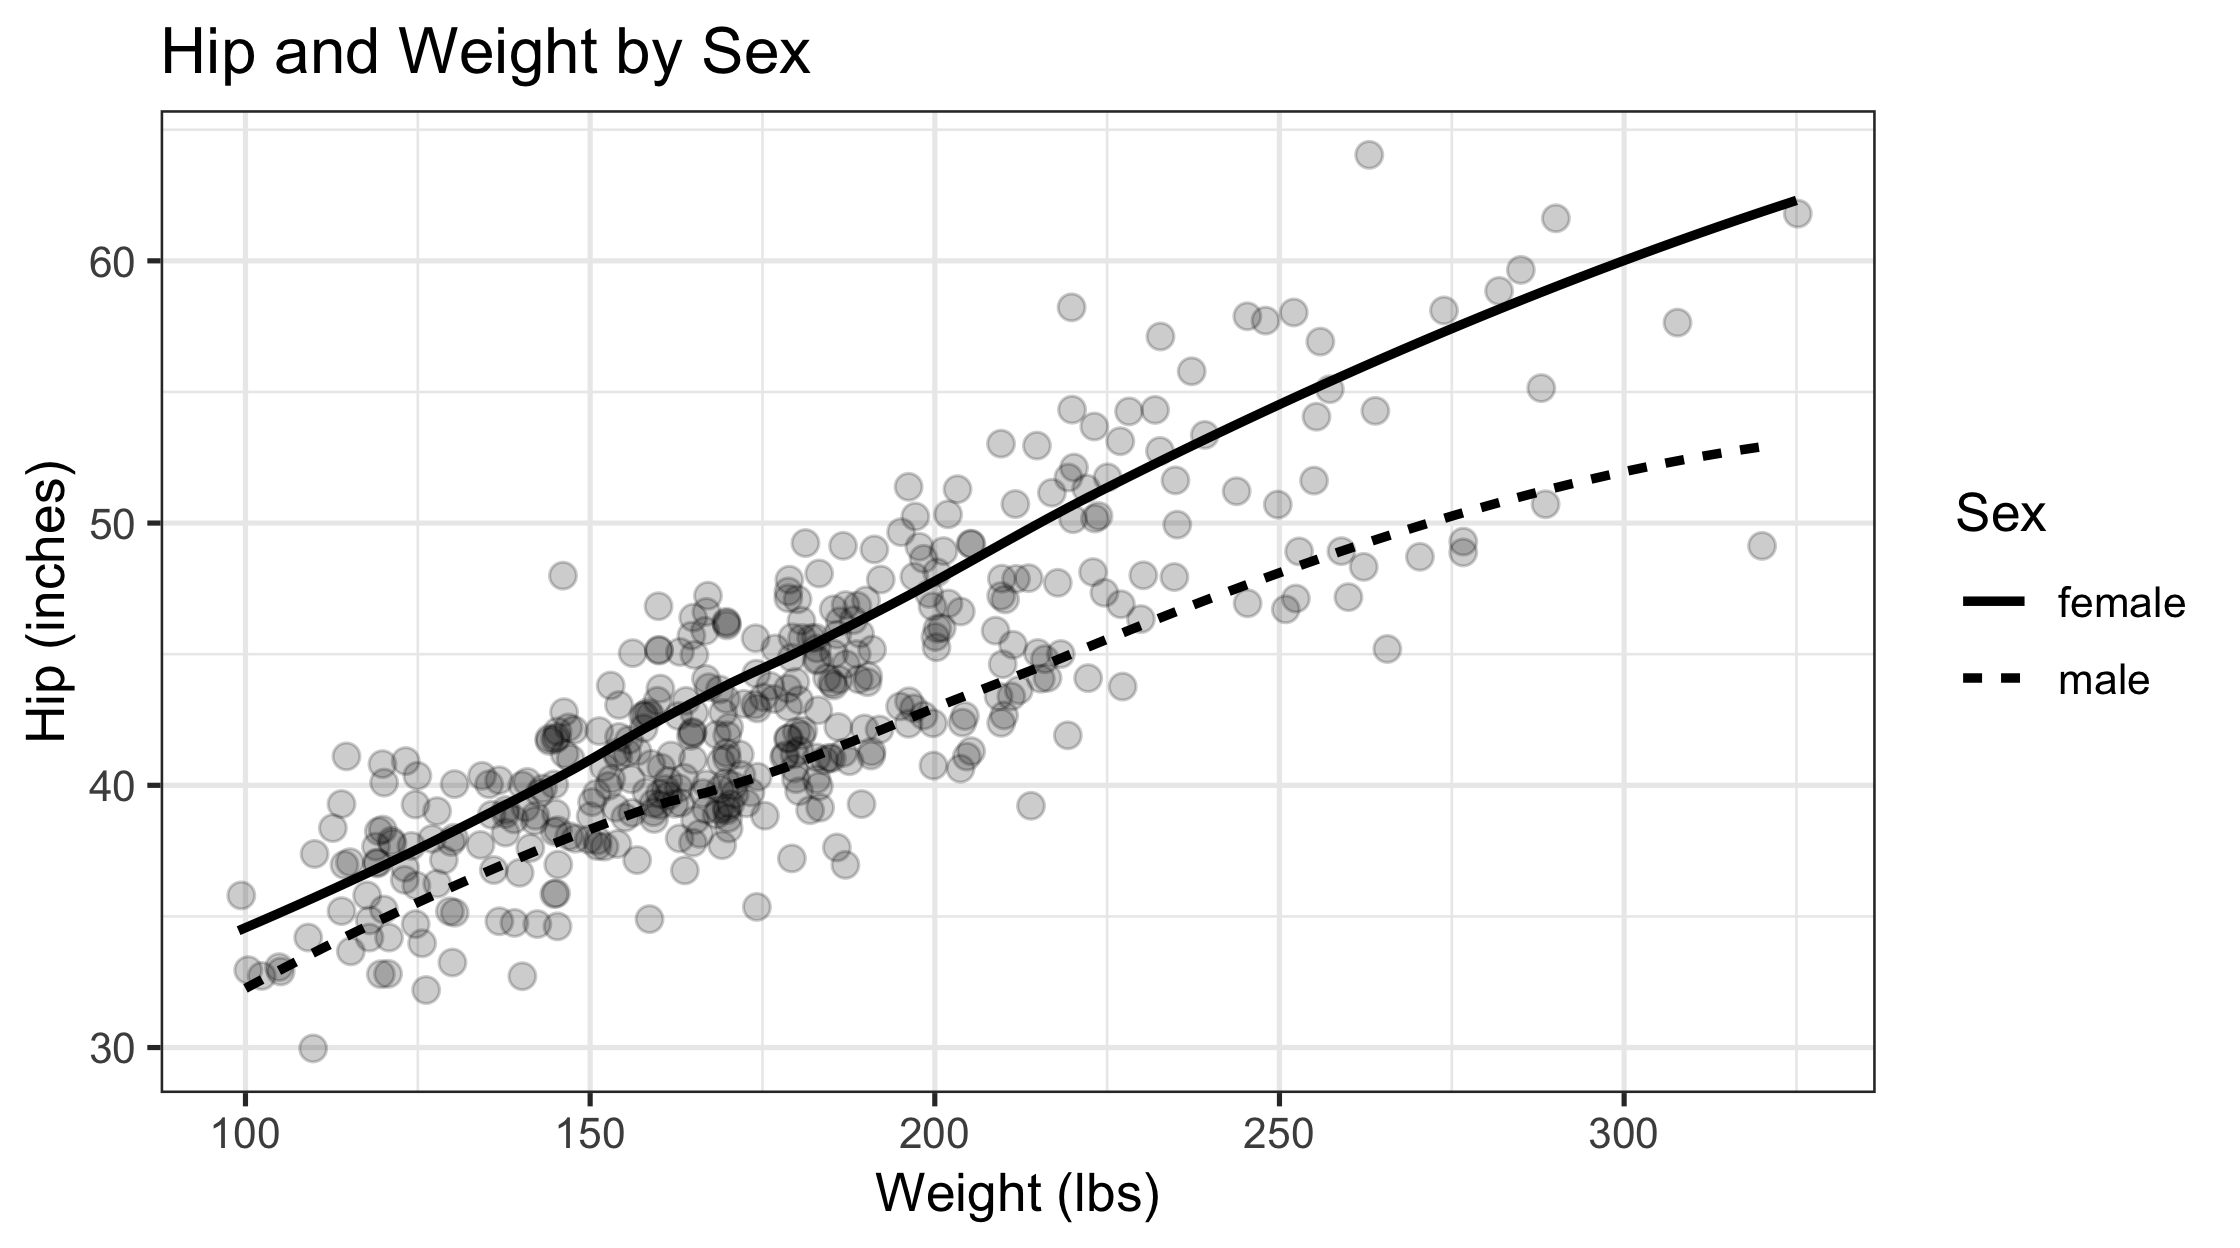 Hip and Weight by Sex
60
50
40
30
Hip (inches)
100 150 200 250 300
Weight (lbs)
Sex
female
male